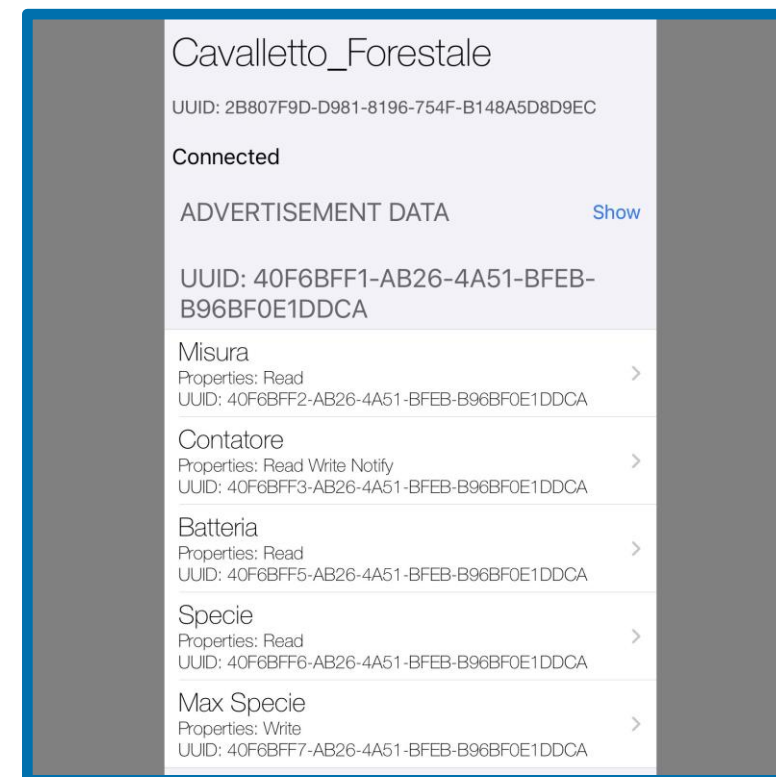 Cavalletto_Forestale
UUID: 2B807F9D-D981-8196-754F-B148A5D8D9EC
Connected
ADVERTISEMENT DATA Show
UUID: 40F6BFF1-AB26-4A51-BFEB-
B96BF0E1DDCA
Misura
Properties: Read
UUID: 40F6BFF2-AB26-4A51-BFEB-B96BF0E1DDCA
Contatore
Properties: Read Write Notify
UUID: 40F6BFF3-AB26-4A51-BFEB-B96BF0E1DDCA
Batteria
Properties: Read
UUID: 40F6BFF5-AB26-4A51-BFEB-B96BF0E1DDCA
Specie
Properties: Read
UUID: 40F6BFF6-AB26-4A51-BFEB-B96BF0E1DDCA
Max Specie
Properties: Write
UUID: 40F6BFF7-AB26-4A51-BFEB-B96BF0E1DDCA